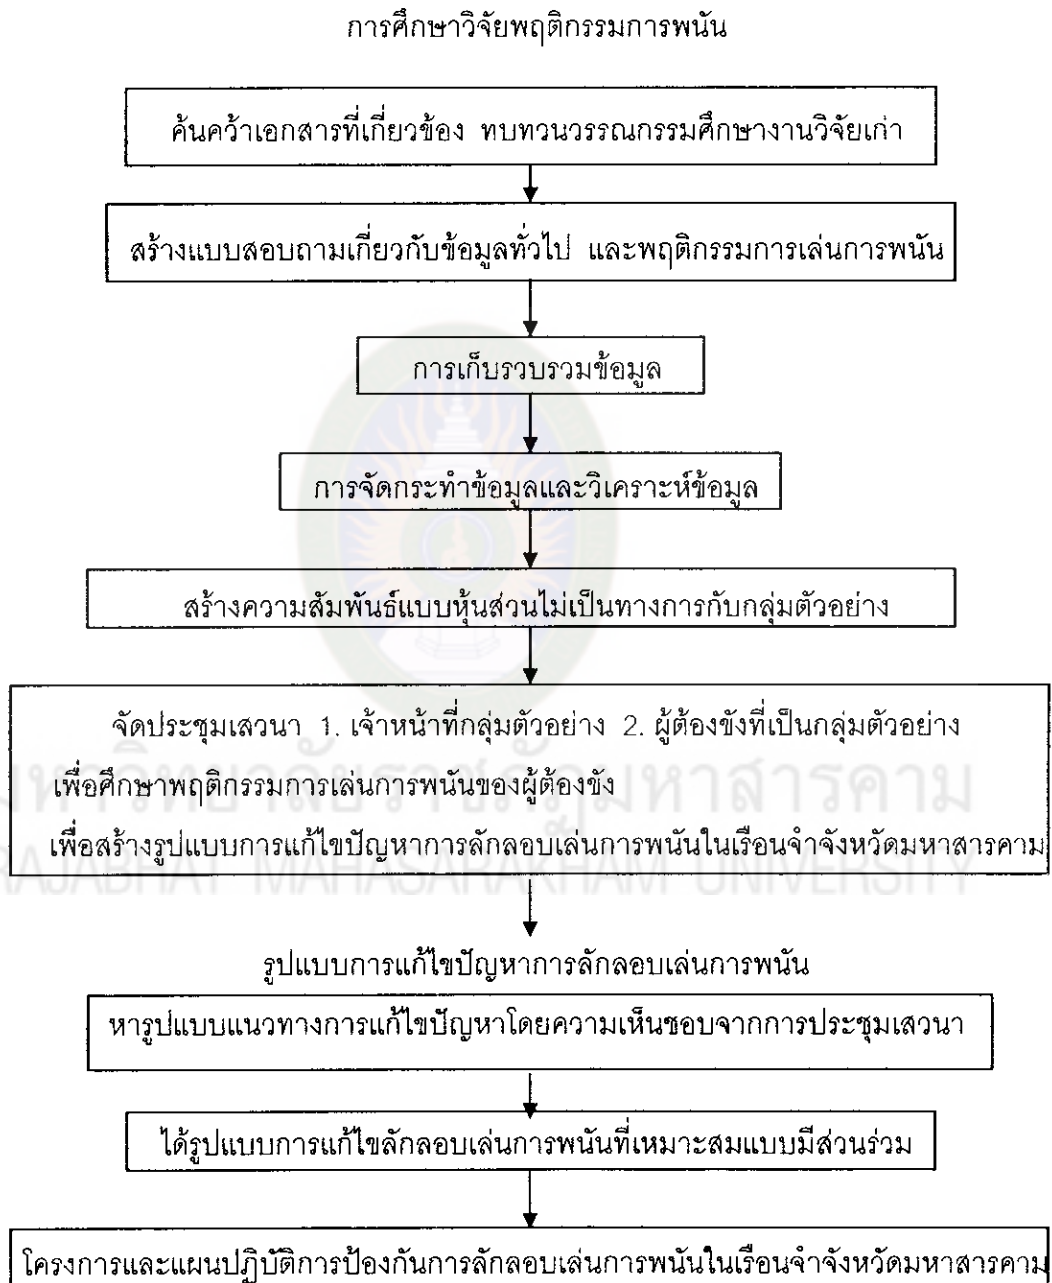 การศึกษาวิจัยพฤติกรรมการพนัน
ค้นคว้าเอกสารที่เกี่ยวข้อง ทบทวนวรรณกรรมศึกษางานวิจัยเก่า
สร้างแบบสอบถามเกี่ยวกับข้อมูลทั่วไป และพฤติกรรมการเล่นการพนัน
การเก็บรวบรวมข้อมูล
การจัดกระทำข้อมูลและวิเคราะห์ข้อมูล
สร้างความสัมพันธ์แบบหุ้นส่วนไม่เป็นทางการกับกลุ่มตัวอย่าง
จัดประชุมเสวนา 1. เจ้าหน้าที่กลุ่มตัวอย่าง 2. ผู้ต้องขังที่เป็นกลุ่มตัวอย่าง
เพื่อศึกษาพฤติกรรมการเล่นการพนันของผู้ต้องขัง
มหาวิทยาลัยราชภัฏมหาสารคาม
เพื่อสร้างรูปแบบการแก้ไขปัญหาการลักลอบเล่นการพนันในเรือนจำจังหวัดมหาสารคาม
RAJABHAT MAHASARAKHAM UNIVERSITY
รูปแบบการแก้ไขปัญหาการลักลอบเล่นการพนัน
หารูปแบบแนวทางการแก้ไขปัญหาโดยความเห็นชอบจากการประชุมเสวนา
ได้รูปแบบการแก้ไขลักลอบเล่นการพนันที่เหมาะสมแบบมีส่วนร่วม
โครงการและแผนปฏิบัติการป้องกันการลักลอบเล่นการพนันในเรือนจำจังหวัดมหาสารคาม